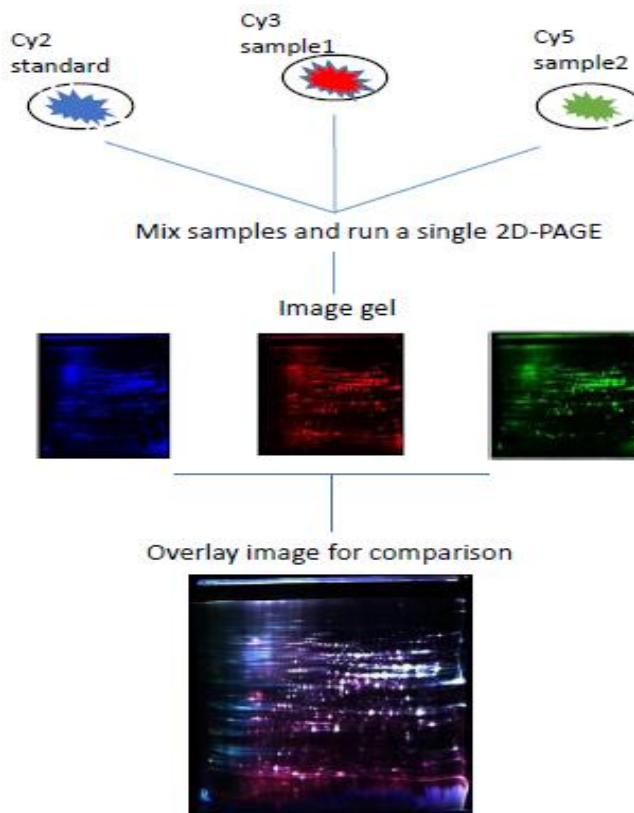 Cy2
standard
Cy3
sample1
Cy5
sample2
Mix samples and run a single 2D-PAGE
Image gel
Overlay image for comparison